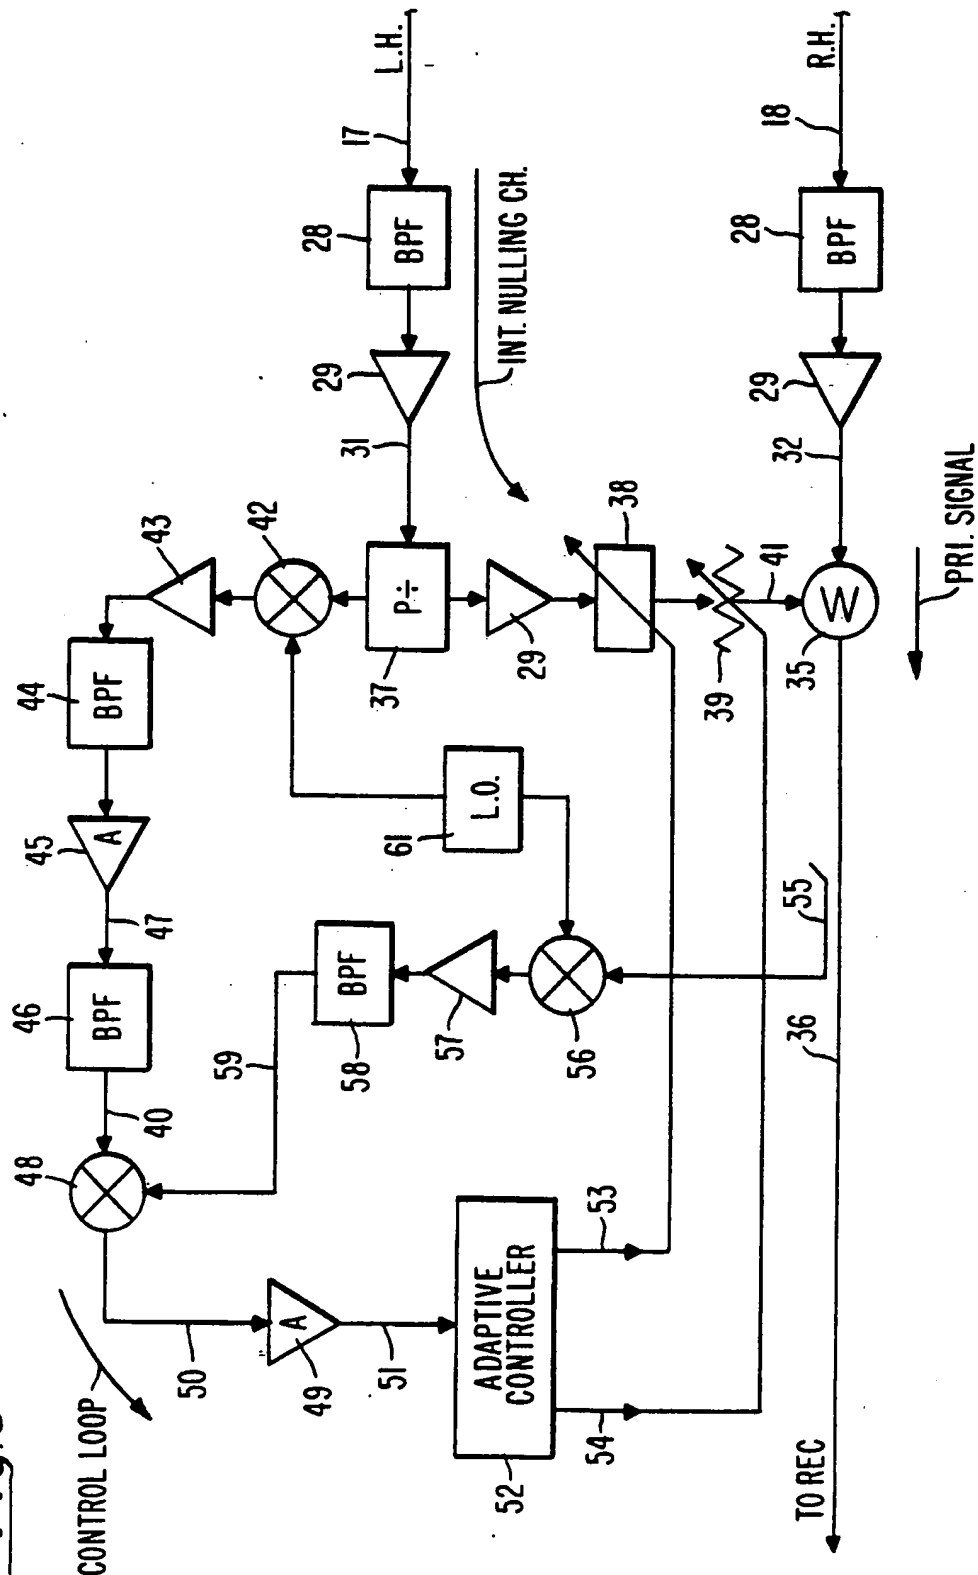 CONTROL LOOP
48
40
46
BPF
47
45
A
44
BPF
43
42
50
49
A
51
52
ADAPTIVE
CONTROLLER
53
54
59
58
BPF
57
56
61
L.O.
37
P÷
29
38
39
41
31
29
28
BPF
17
L.H.
INT. NULLING CH.
TO REC
36
55
35
W
32
29
28
BPF
18
R.H.
PRI. SIGNAL